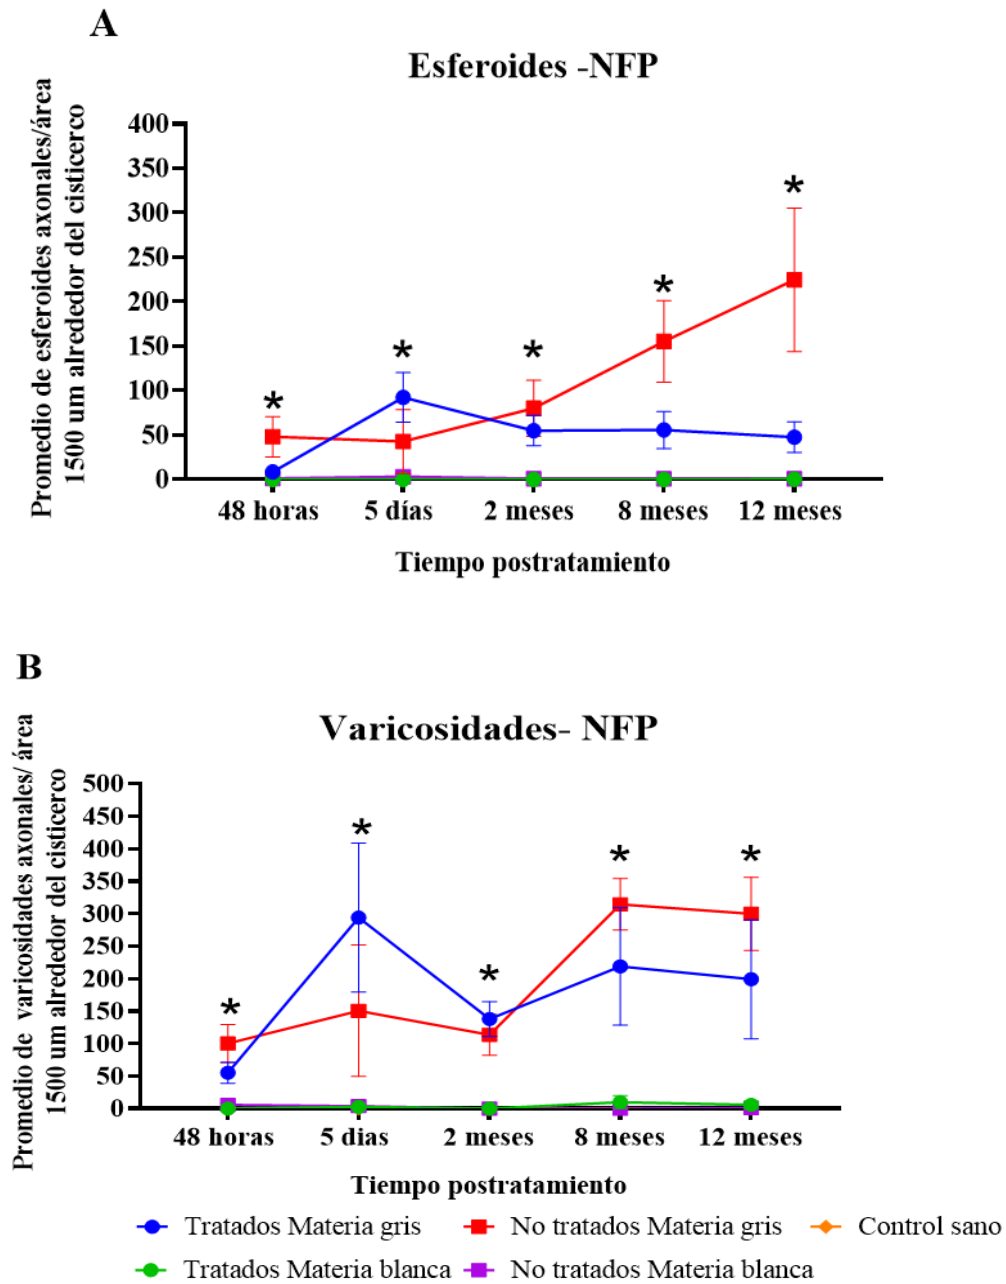 A
Esferoides -NFP
Promedio de esferoides axonales/área
1500 um alrededor del cisticerco
400
350
300
250
200
150
100
50
0
* * * * *
48 horas 5 días 2 meses 8 meses 12 meses
Tiempo postratamiento
B
Varicosidades- NFP
Promedio de varicosidades axonales/ área
1500 um alrededor del cisticerco
500
450
400
350
300
250
200
150
100
50
0
* * * * *
48 horas 5 dias 2 meses 8 meses 12 meses
Tiempo postratamiento
Tratados Materia gris No tratados Materia gris Control sano
Tratados Materia blanca No tratados Materia blanca